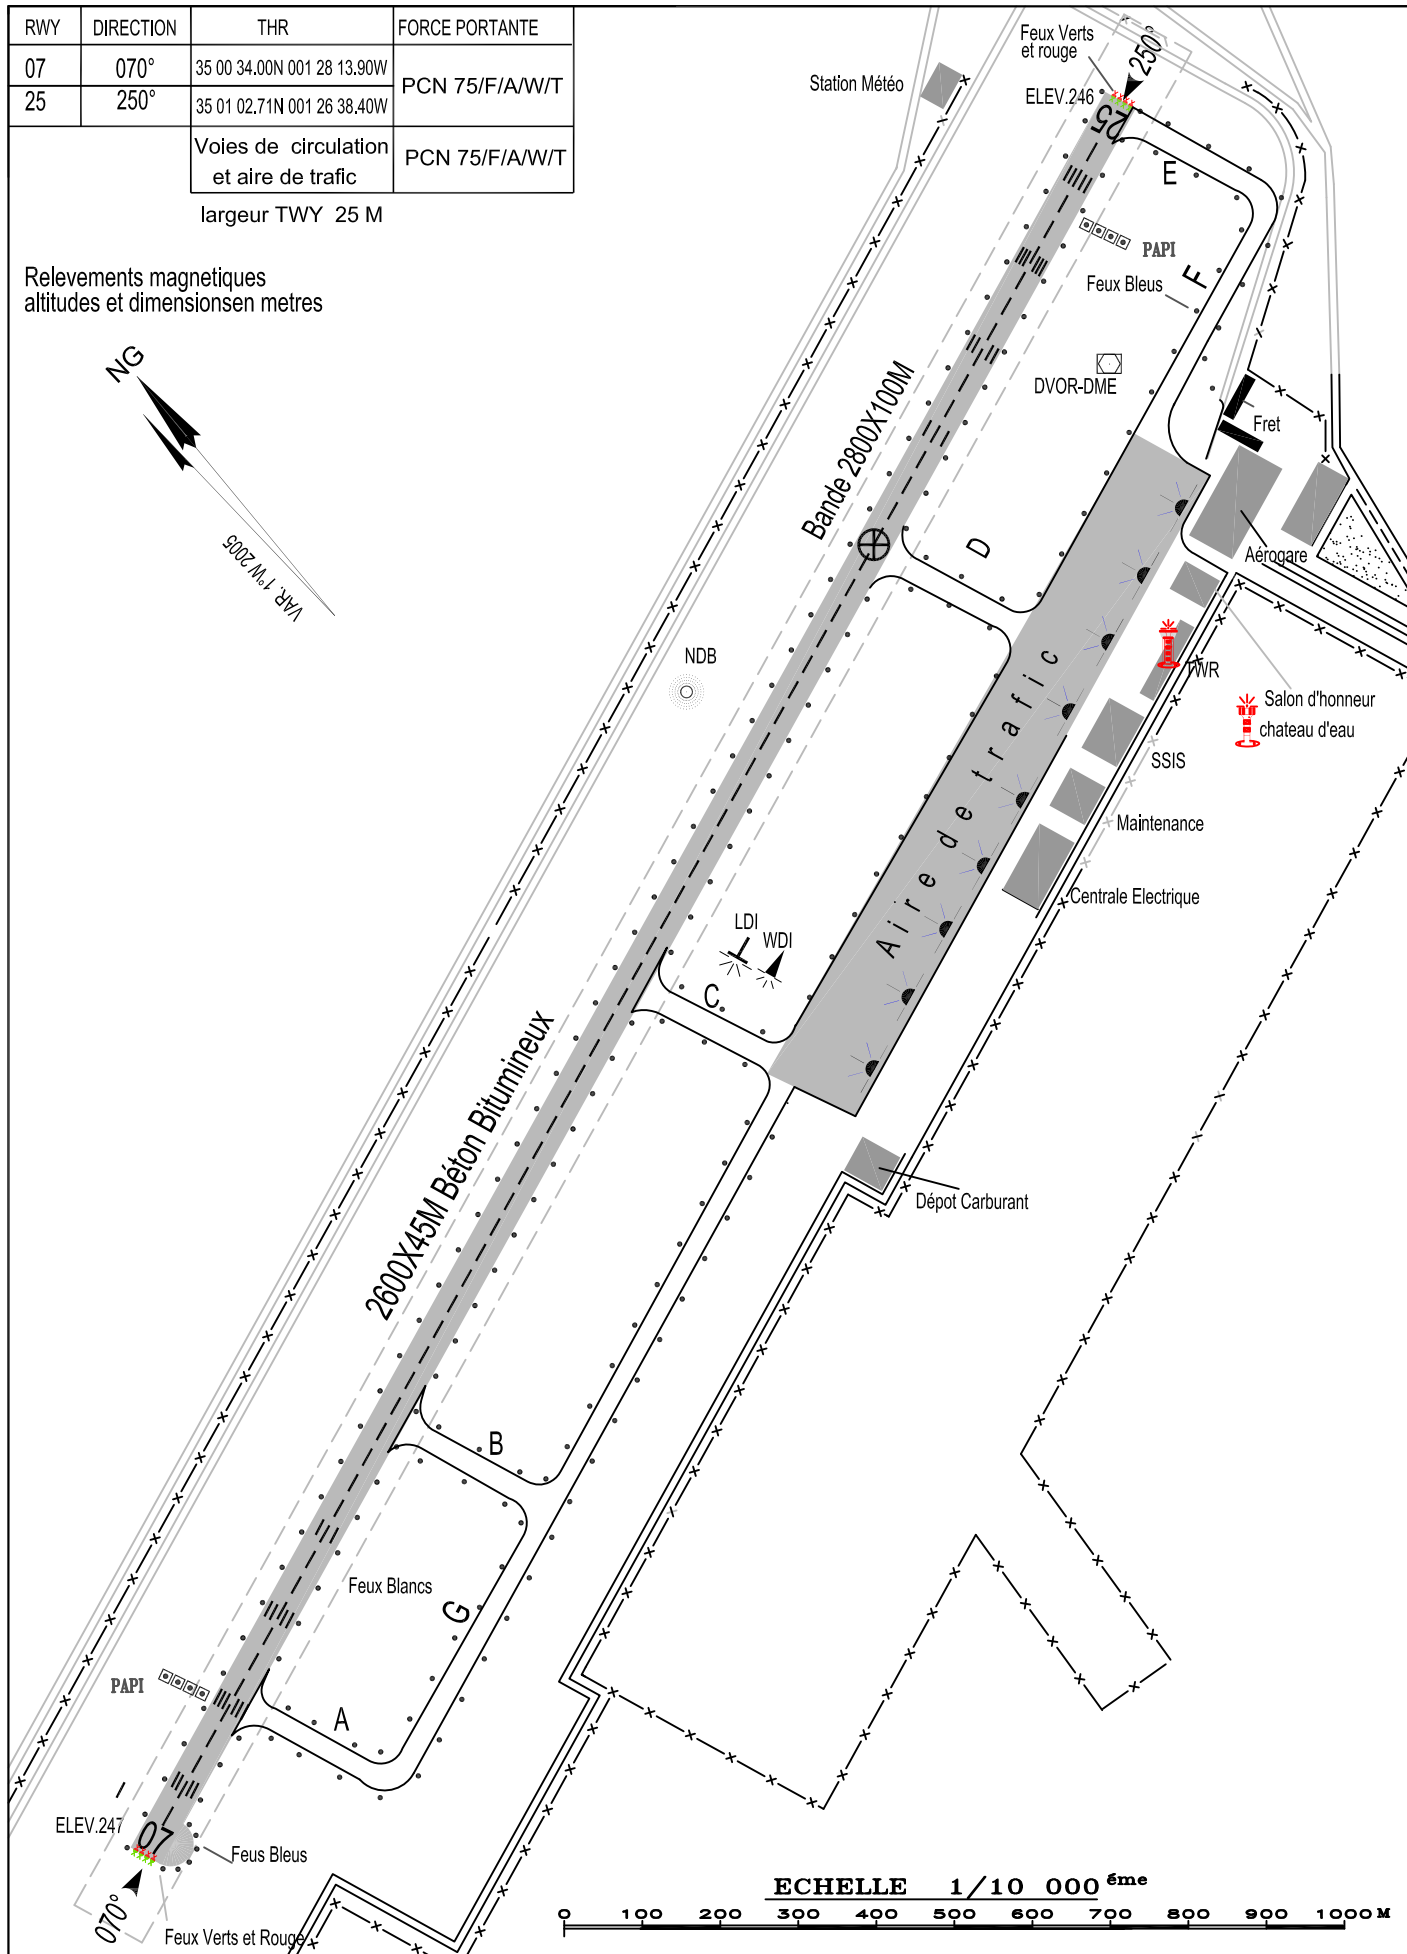 RWY DIRECTION THR FORCE PORTANTE
07 070° 35 00 34.00N 001 28 13.90W PCN 75/F/A/W/T
25 250° 35 01 02.71N 001 26 38.40W
Voies de circulation
et aire de trafic
PCN 75/F/A/W/T
largeur TWY 25 M
Relevements magnetiques
altitudes et dimensionsen metres
NG
VAR. 1°W 2005
Station Météo
Feux Verts
et rouge
250°
ELEV.246
25
E
PAPI
F
Feux Bleus
DVOR-DME
Bande 2800X100M
Fret
D
Aérogare
NDB
TWR
Salon d'honneur
chateau d'eau
SSIS
Aire de trafic
Maintenance
Centrale Electrique
LDI
WDI
C
2600X45M Béton Bitumineux
Dépot Carburant
B
Feux Blancs
G
PAPI
A
ELEV.247
07
Feus Bleus
070°
Feux Verts et Rouge
ECHELLE 1/10 000 éme
0 100 200 300 400 500 600 700 800 900 1000 M